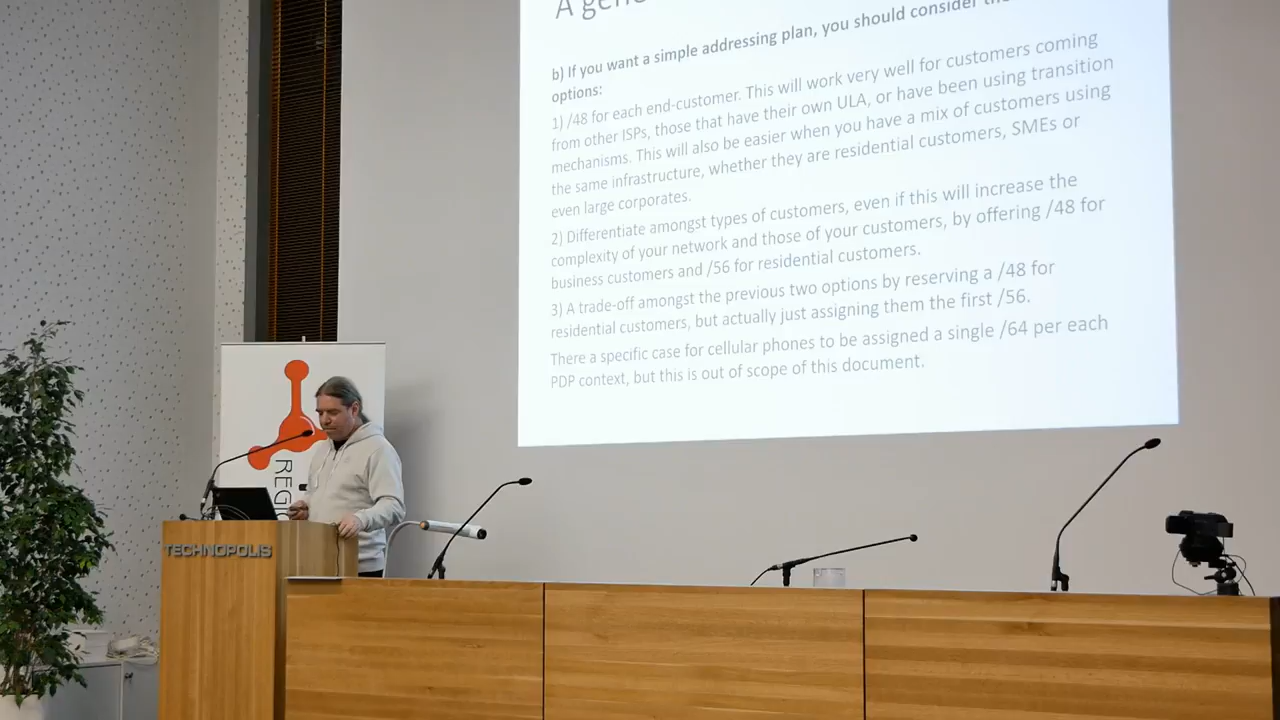 b) If you want a simple addressing plan, you should consider
options:
1) /48 for each end-customer. This will work very well for customers coming
from other ISPs, those that have their own ULA, or have been using transition
mechanisms. This will also be easier when you have a mix of customers using
the same infrastructure, whether they are residential customers, SMEs or
even large corporates.
2) Differentiate amongst types of customers, even if this will increase the
complexity of your network and those of your customers, by offering /48 for
business customers and /56 for residential customers.
3) A trade-off amongst the previous two options by reserving a /48 for
residential customers, but actually just assigning them the first /56.
There a specific case for cellular phones to be assigned a single /64 per each
PDP context, but this is out of scope of this document.
TECHNOPOLIS